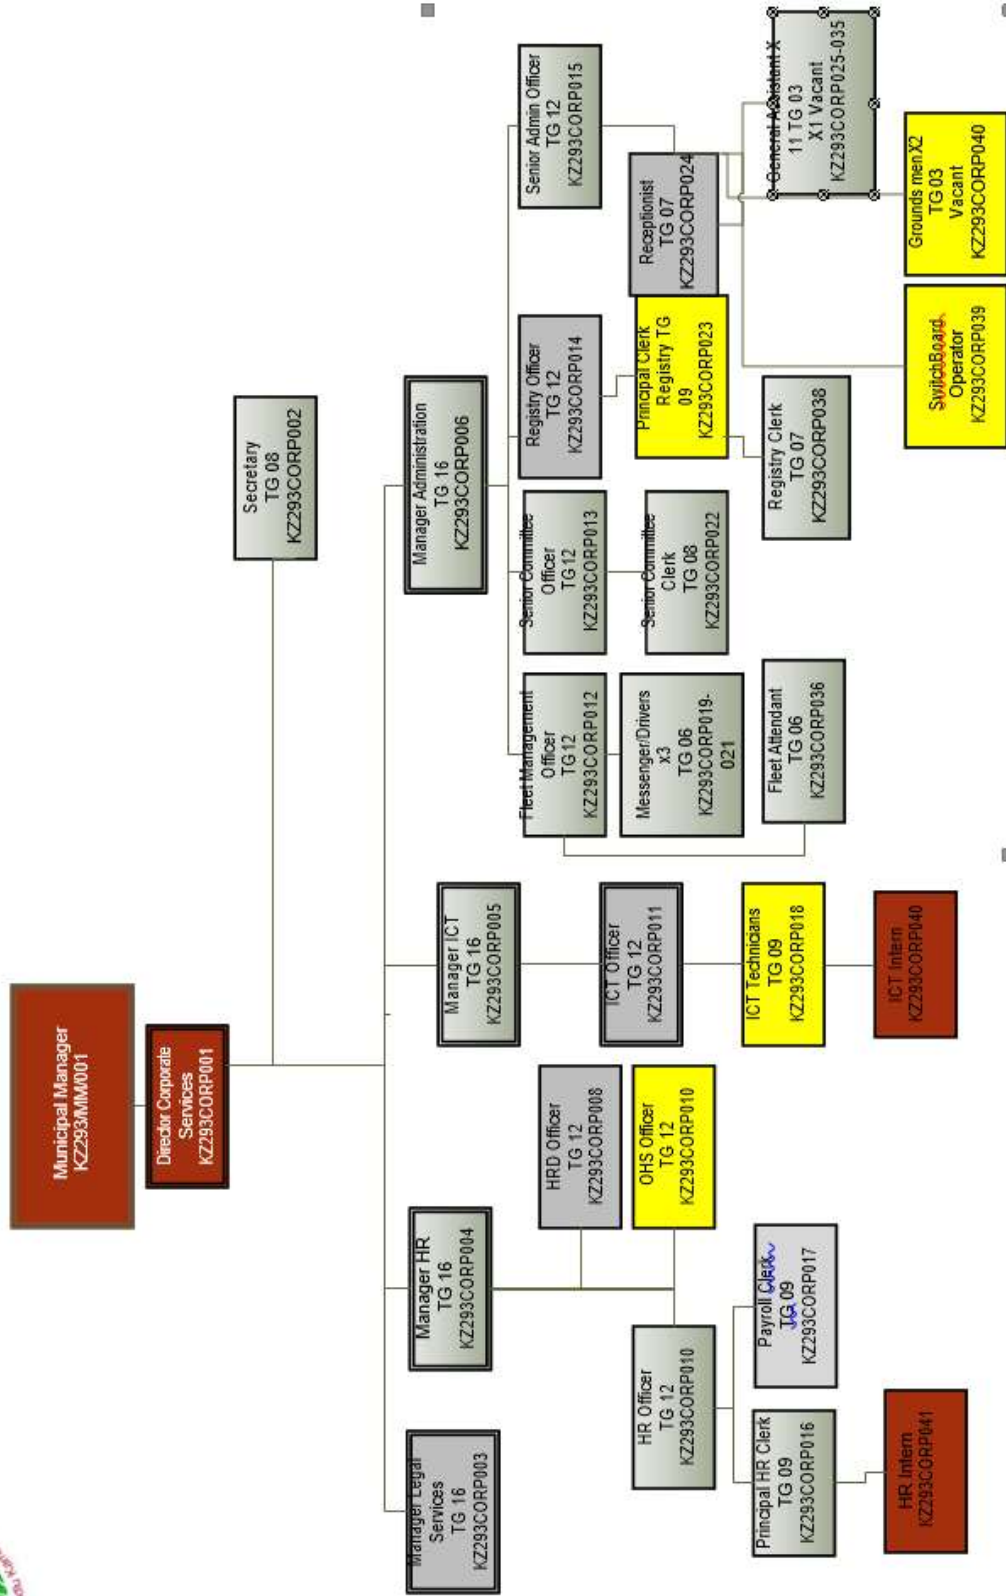 Municipal Manager
KZ293/MM/001
Director Corporate
Services
KZ293CORP001
Secretary
TG 08
KZ293CORP002
Manager Legal
Services
TG 16
KZ293CORP003
Manager HR
TG 16
KZ293CORP004
Manager ICT
TG 16
KZ293CORP005
Manager Administration
TG 16
KZ293CORP006
HRD Officer
TG 12
KZ293CORP008
OHS Officer
TG 12
KZ293CORP010
HR Officer
TG 12
KZ293CORP010
Principal HR Clerk
TG 09
KZ293CORP016
Payroll Clerk
TG 09
KZ293CORP017
HR Intern
KZ293CORP041
ICT Officer
TG 12
KZ293CORP011
ICT Technicians
TG 09
KZ293CORP018
ICT Intern
KZ293CORP040
Fleet Management
Officer
TG12
KZ293CORP012
Messenger/Drivers
x3
TG 06
KZ293CORP019-
021
Fleet Attendant
TG 06
KZ293CORP036
Senior Committee
Officer
TG12
KZ293CORP013
Senior Committee
Clerk
TG 08
KZ293CORP022
Registry Officer
TG 12
KZ293CORP014
Principal Clerk
Registry TG
09
KZ293CORP023
Registry Clerk
TG 07
KZ293CORP038
Senior Admin Officer
TG 12
KZ293CORP015
Receptionist
TG 07
KZ293CORP024
General Assistant X
11 TG 03
X1 Vacant
KZ293CORP025-035
SwitchBoard
Operator
KZ293CORP039
Grounds men X2
TG 03
Vacant
KZ293CORP040